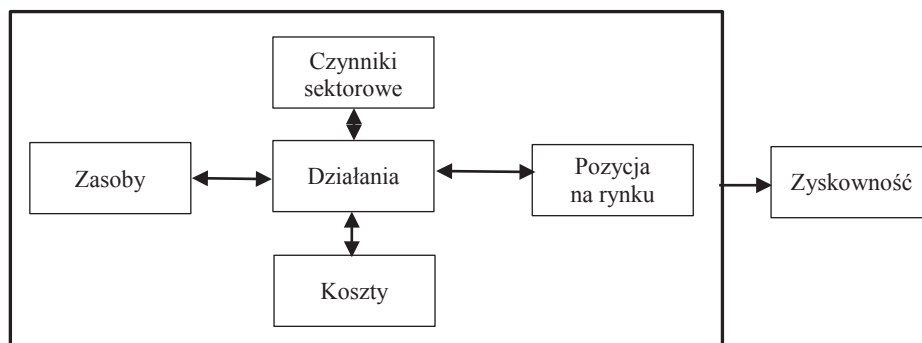 Czynniki
sektorowe
Zasoby
Działania
Pozycja
na rynku
Zyskowność
Koszty